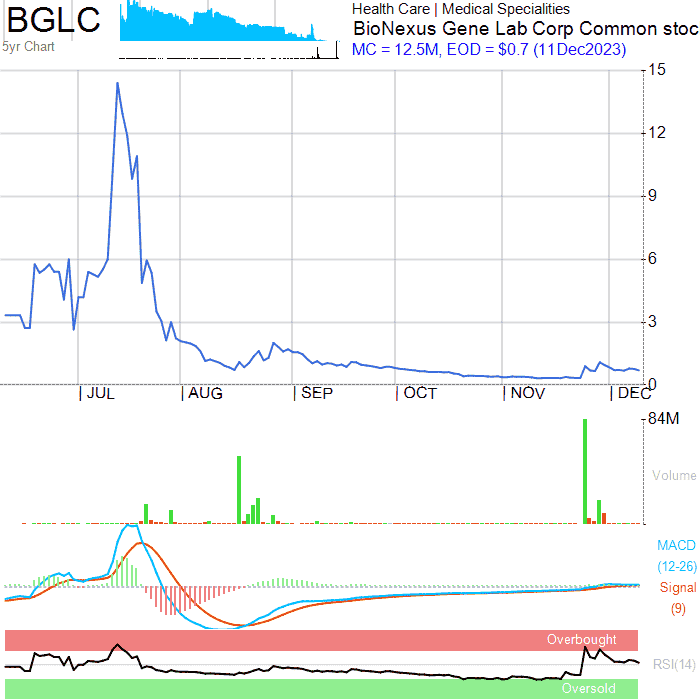 BGLC
5yr Chart
Health Care | Medical Specialities
BioNexus Gene Lab Corp Common stoc
MC = 12.5M, EOD = $0.7 (11Dec2023)
15
12
9
6
3
0
JUL AUG SEP OCT NOV DEC
84M
Volume
MACD
(12-26)
Signal
(9)
Overbought
RSI(14)
Oversold